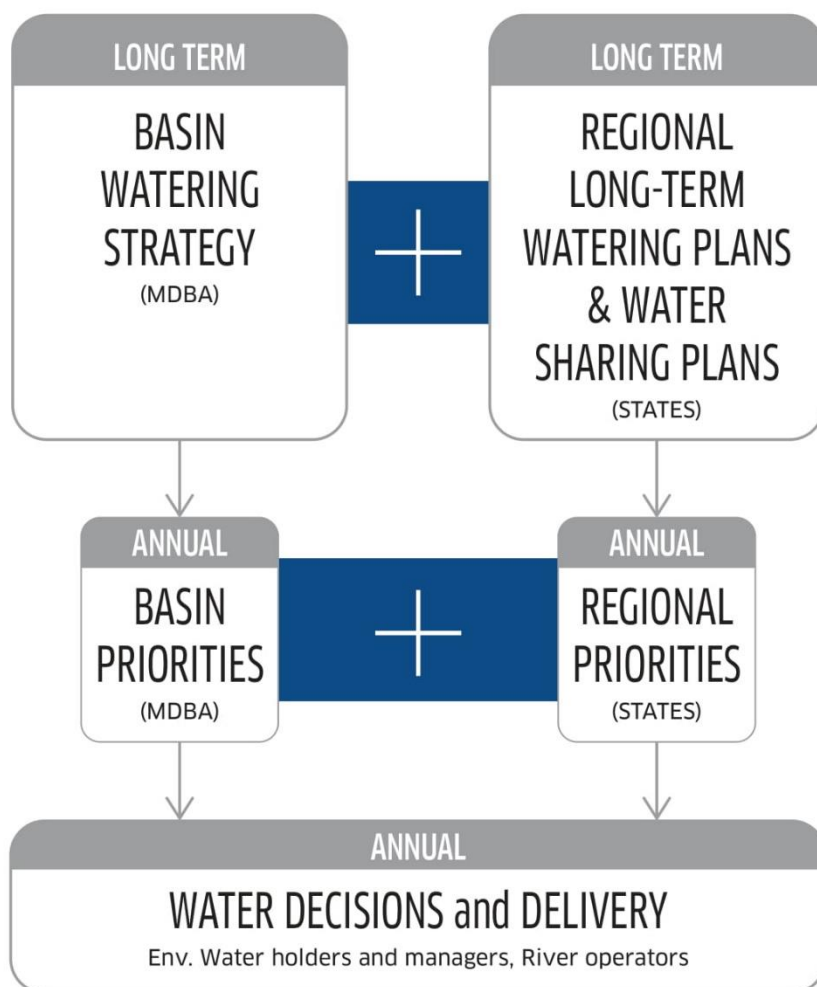 LONG TERM
BASIN
WATERING
STRATEGY
(MDBA)
LONG TERM
REGIONAL
LONG-TERM
WATERING PLANS
& WATER
SHARING PLANS
(STATES)
ANNUAL
BASIN
PRIORITIES
(MDBA)
ANNUAL
REGIONAL
PRIORITIES
(STATES)
ANNUAL
WATER DECISIONS and DELIVERY
Env. Water holders and managers, River operators